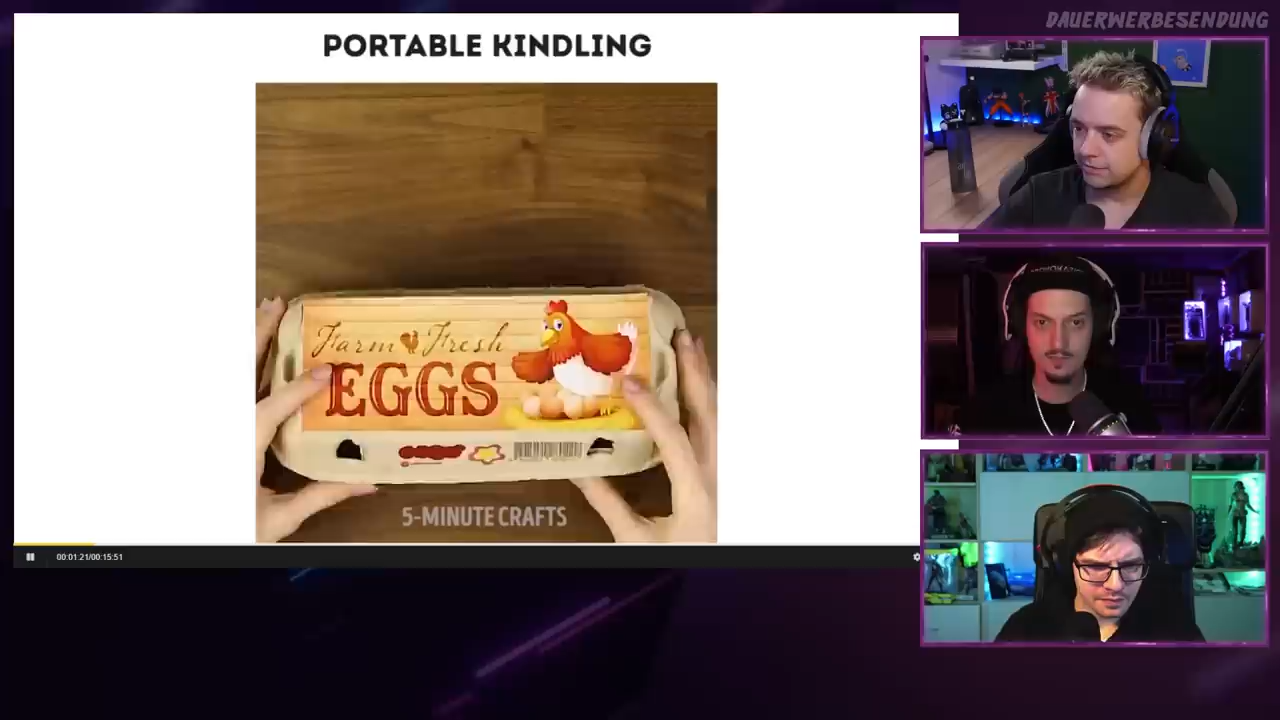 DAUERWERBESENDUNG
PORTABLE KINDLING
Farm Fresh
EGGS
5-MINUTE CRAFTS
00:01.21/00:15:51